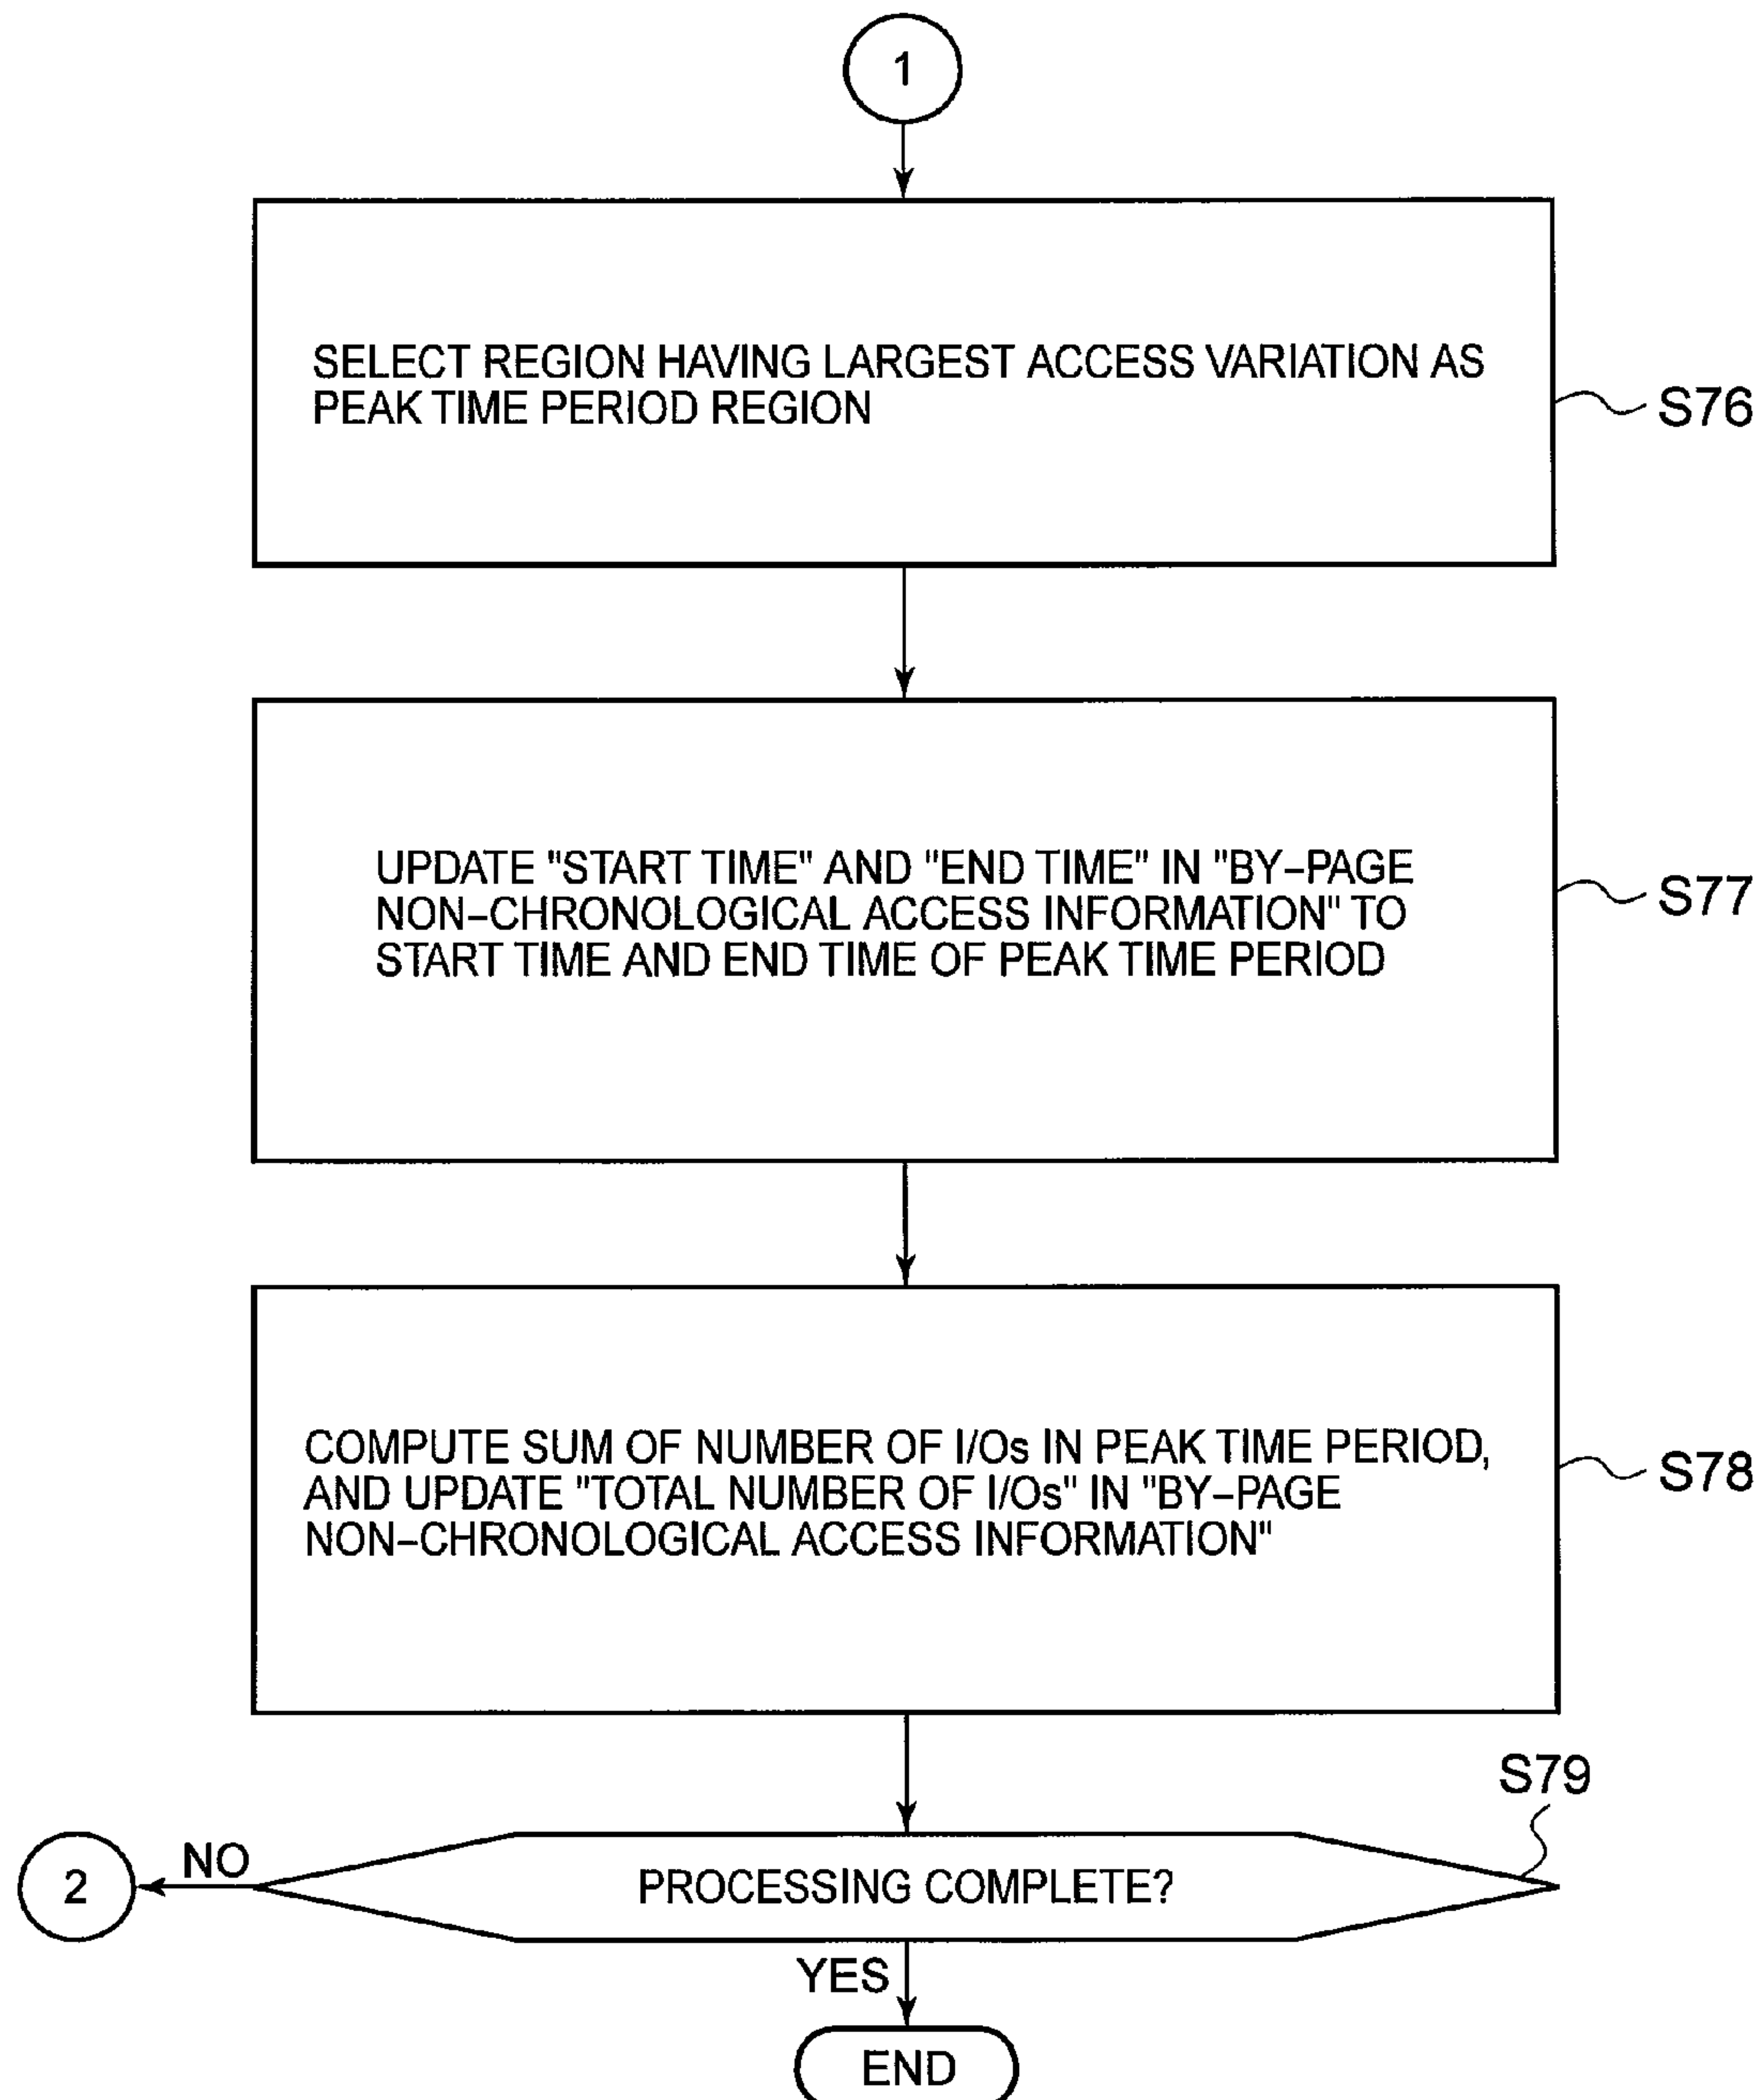 1
SELECT REGION HAVING LARGEST ACCESS VARIATION AS
PEAK TIME PERIOD REGION
S76
UPDATE "START TIME" AND "END TIME" IN "BY-PAGE
NON-CHRONOLOGICAL ACCESS INFORMATION" TO
START TIME AND END TIME OF PEAK TIME PERIOD
S77
COMPUTE SUM OF NUMBER OF I/Os IN PEAK TIME PERIOD,
AND UPDATE "TOTAL NUMBER OF I/Os" IN "BY-PAGE
NON-CHRONOLOGICAL ACCESS INFORMATION"
S78
S79
2
NO
PROCESSING COMPLETE?
YES
END